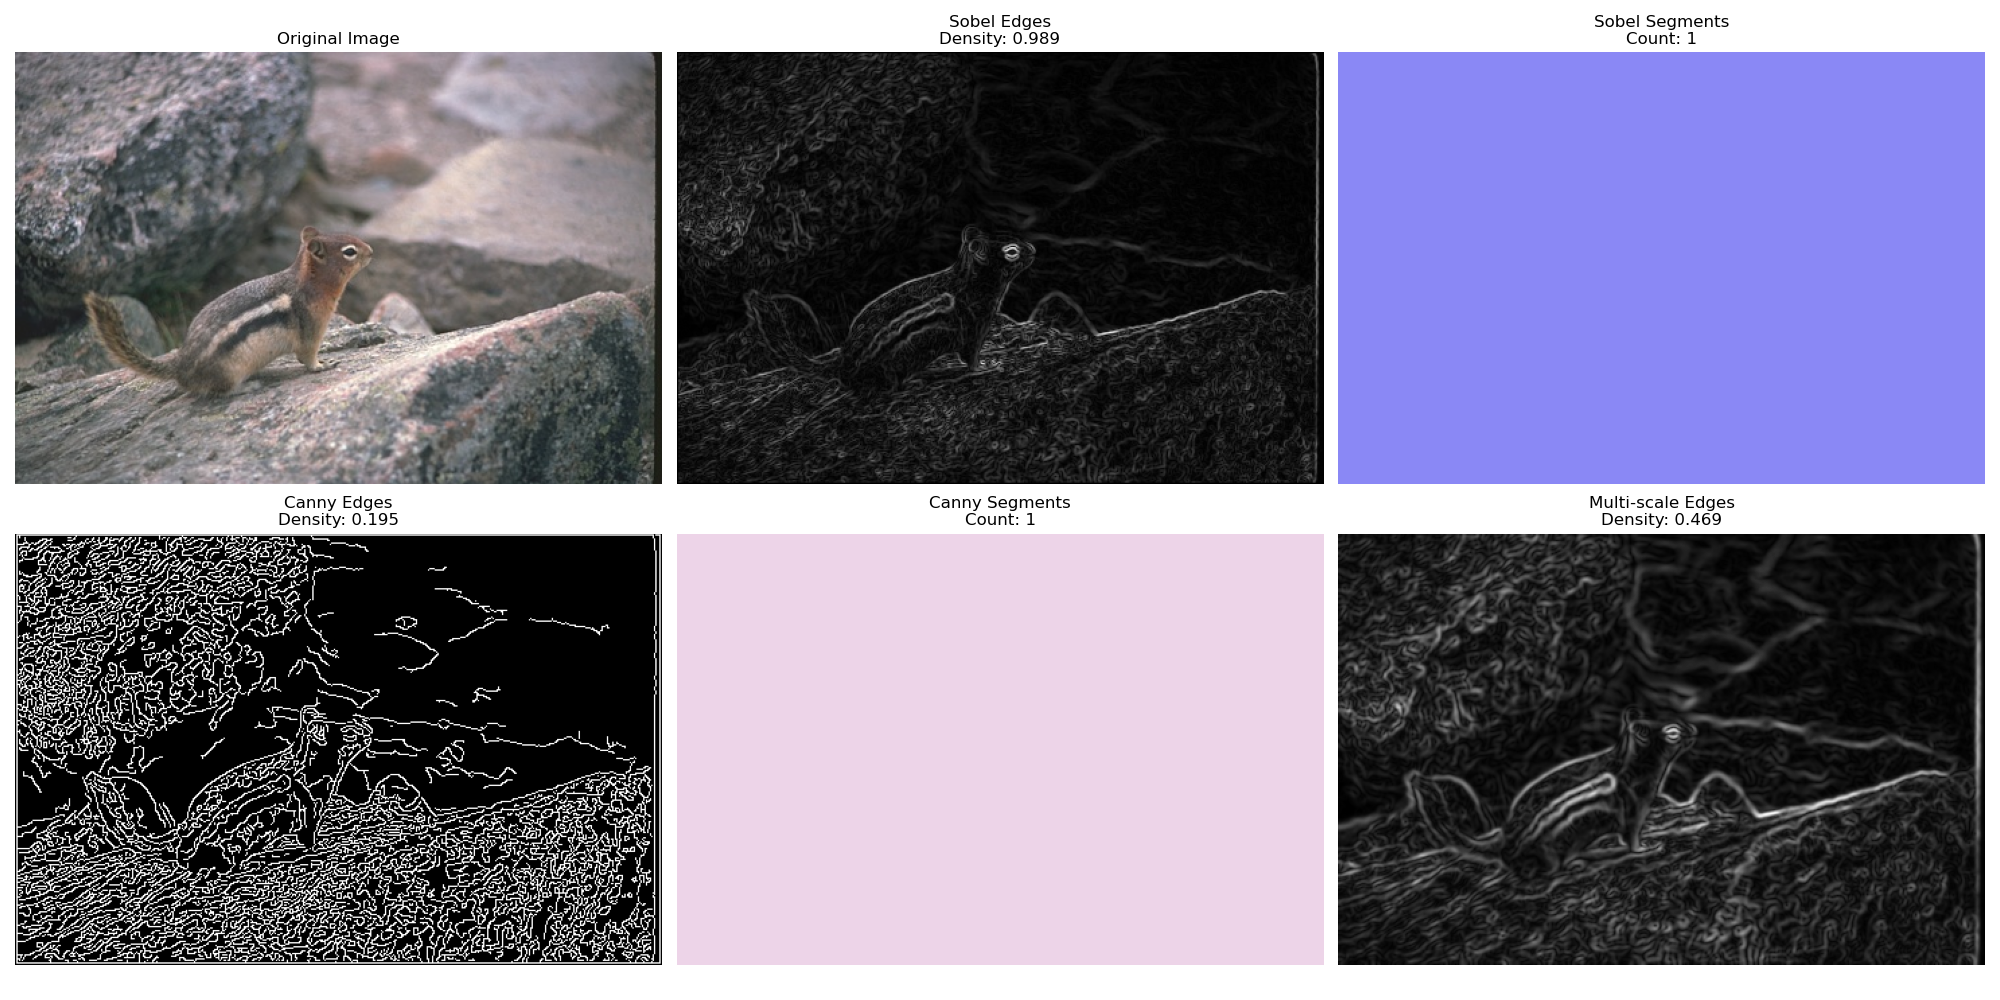 Original Image
Sobel Edges
Density: 0.989
Sobel Segments
Count: 1
Canny Edges
Density: 0.195
Canny Segments
Count: 1
Multi-scale Edges
Density: 0.469